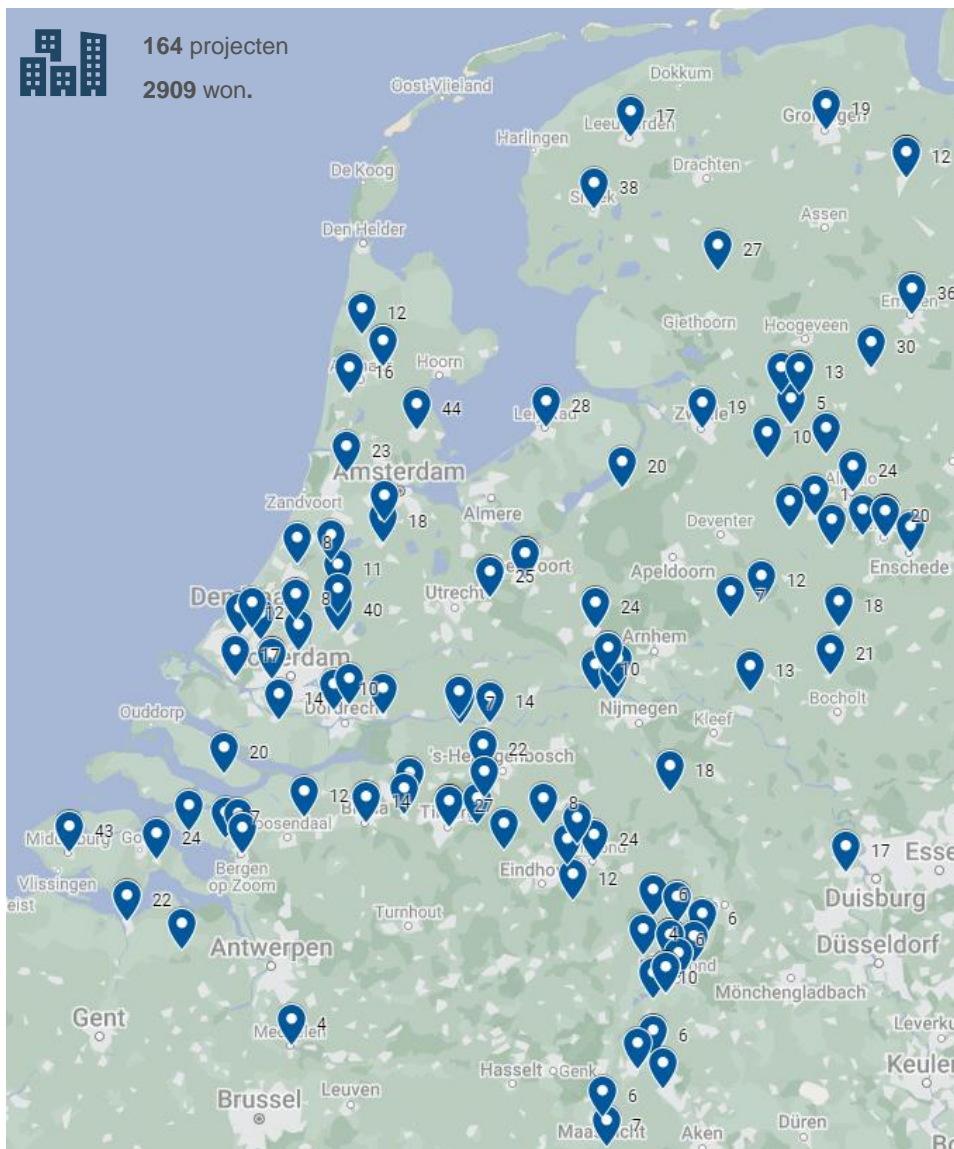 164 projecten
2909 won.
Dokkum
Oost-Vlieland
17
19
Harlingen
12
Drachten
De Koog
38
Assen
Den Helder
27
36
12
Giethoorn
Hoogeveen
30
Hoorn
16
13
44
28
19
5
10
23
20
24
Amsterdam
Zandvoort
18
Almere
Deventer
20
8
11
25
Apeldoorn
Enschede
Utrecht
12
7
8
40
24
18
12
Arnhem
17
10
13
21
14
10
7
14
Nijmegen
Kleef
Bocholt
Ouddorp
20
22
's-Hertogenbosch
18
12
14
27
8
43
24
7
24
17
Vlissingen
Bergen
op Zoom
Eindhoven
12
Duisburg
22
6
6
Turnhout
4
6
Antwerpen
Düsseldorf
10
Mönchengladbach
Gent
4
6
Hasselt
Genk
Leuven
Brussel
6
7
Aken
Düren